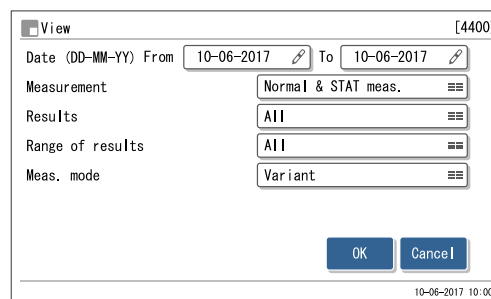 View [4400]
Date (DD-MM-YY) From 10-06-2017 To 10-06-2017
Measurement Normal & STAT meas.
Results All
Range of results All
Meas. mode Variant
OK Cancel
10-06-2017 10:00